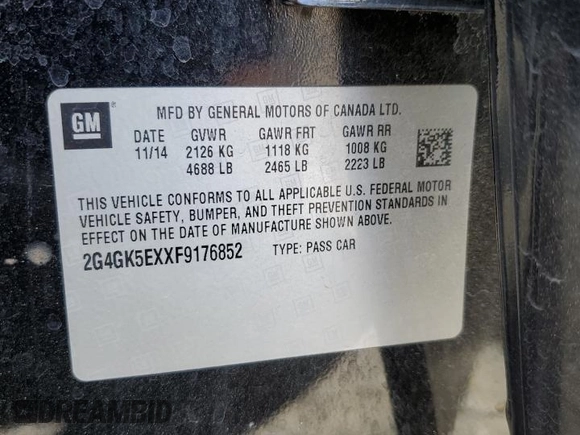 GM
MFD BY GENERAL MOTORS OF CANADA LTD.
DATE GVWR GAWR FRT GAWR RR
11/14 2126 KG 1118 KG 1008 KG
4688 LB 2465 LB 2223 LB
THIS VEHICLE CONFORMS TO ALL APPLICABLE U.S. FEDERAL MOTOR
VEHICLE SAFETY, BUMPER, AND THEFT PREVENTION STANDARDS IN
EFFECT ON THE DATE OF MANUFACTURE SHOWN ABOVE.
2G4GK5EXXF9176852 TYPE: PASS CAR
DREAMBID